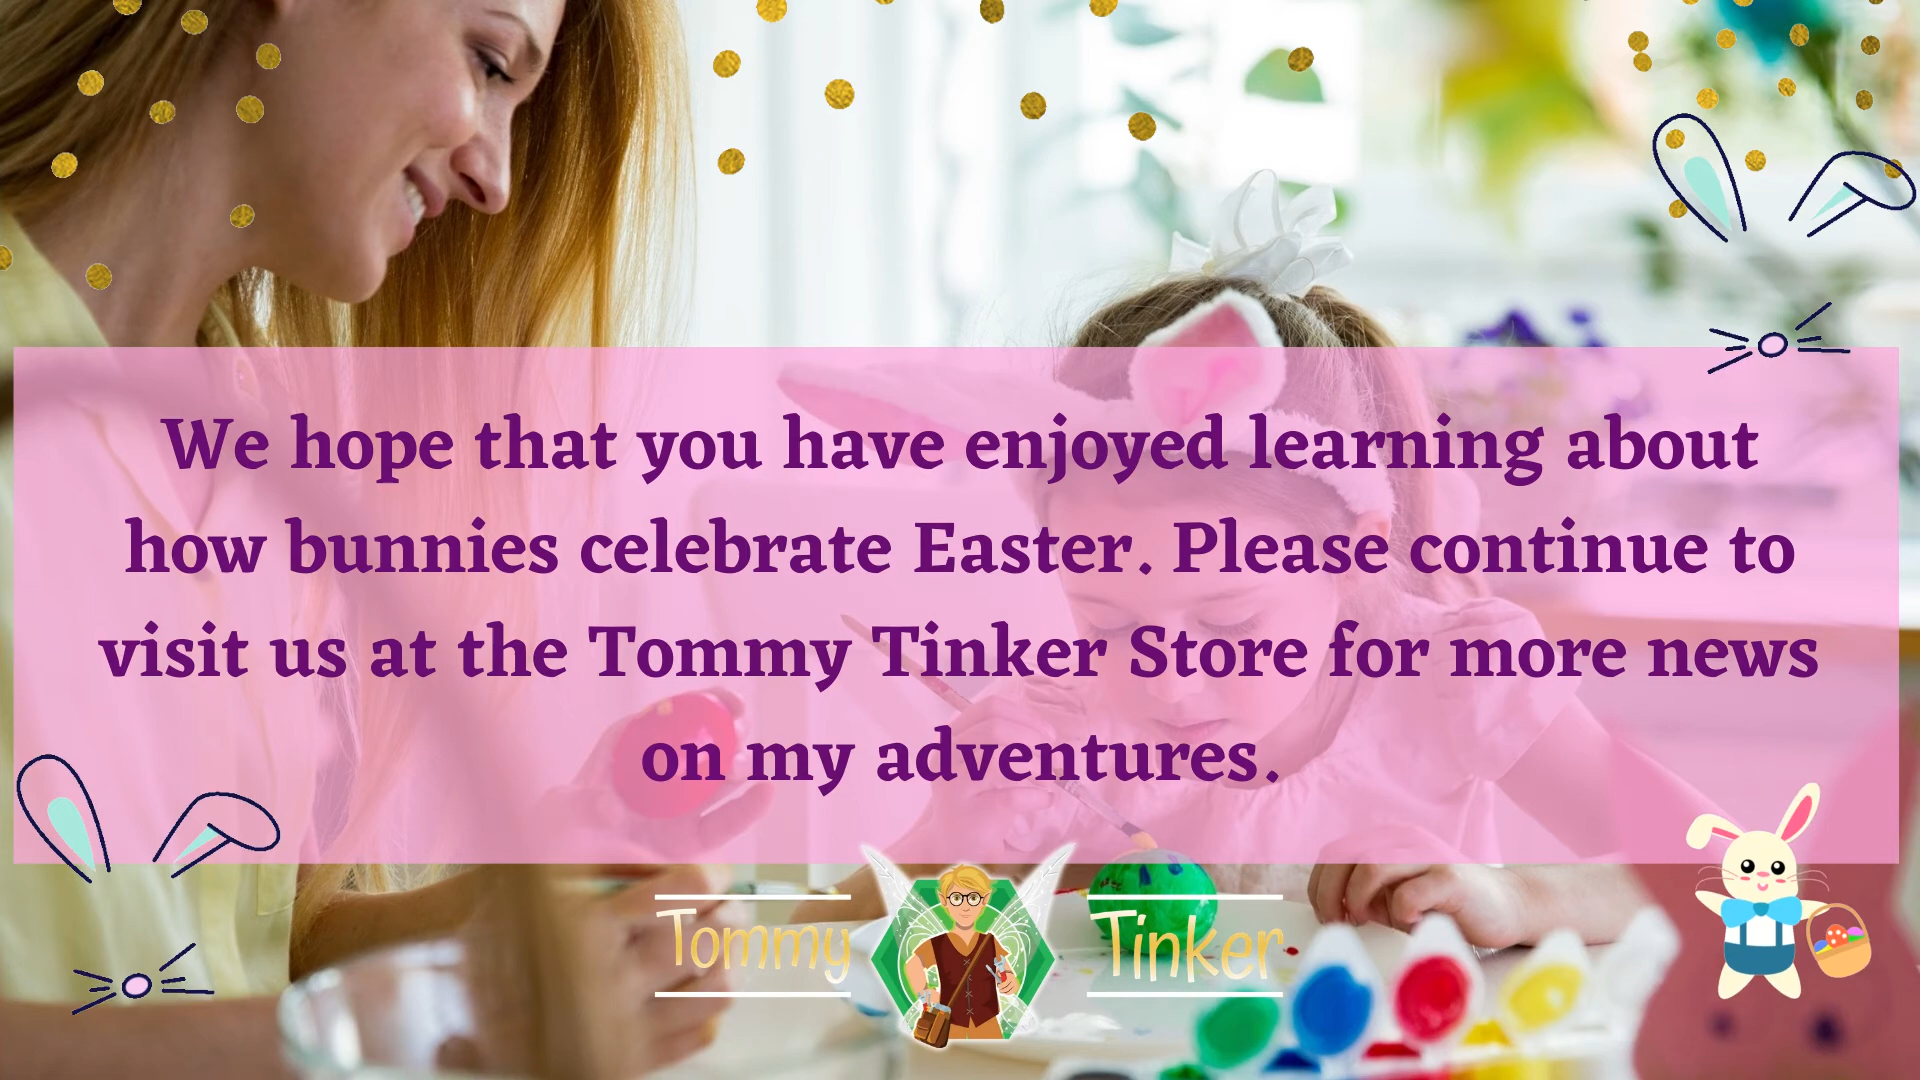 We hope that you have enjoyed learning about
how bunnies celebrate Easter. Please continue to
visit us at the Tommy Tinker Store for more news
on my adventures.
Tommy Tinker